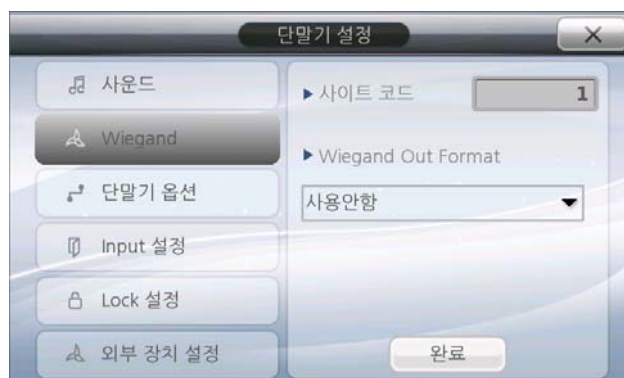 단말기 설정
사운드
Wiegand
단말기 옵션
Input 설정
Lock 설정
외부 장치 설정
▶ 사이트 코드 1
▶ Wiegand Out Format
사용안함
완료